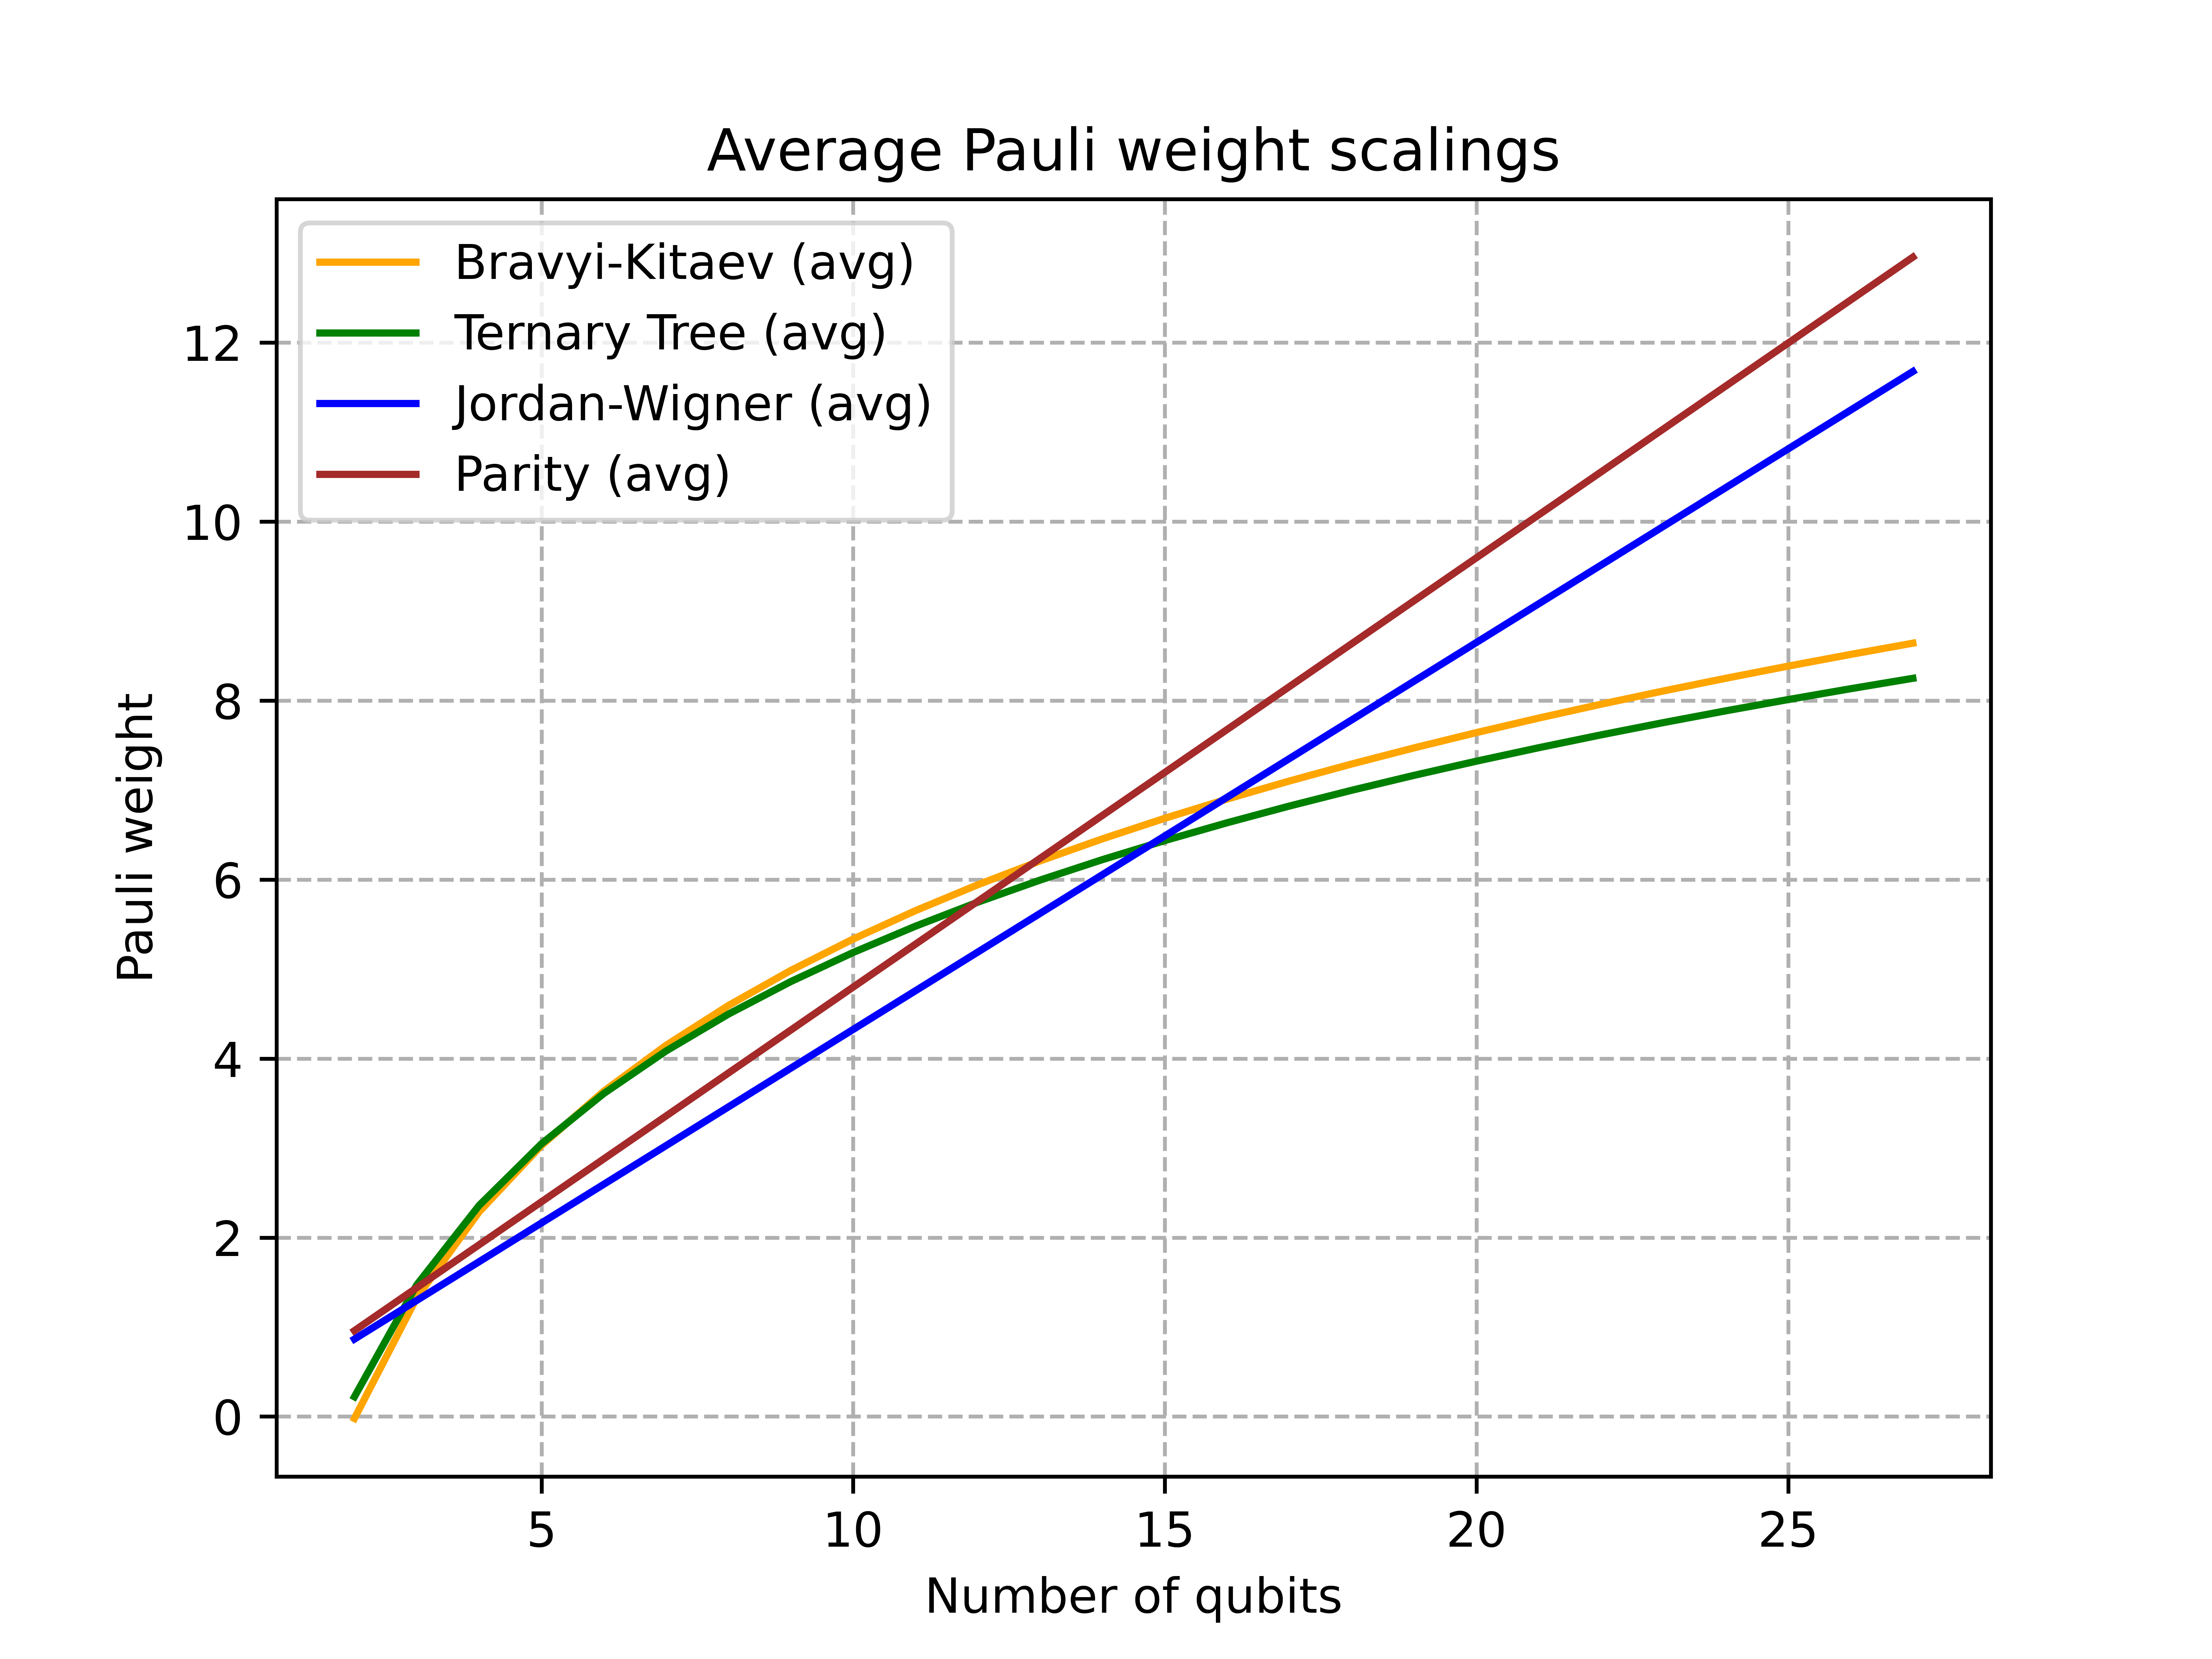 Average Pauli weight scalings
Bravyi-Kitaev (avg)
Ternary Tree (avg)
Jordan-Wigner (avg)
Parity (avg)
12
10
8
6
4
2
0
Pauli weight
5 10 15 20 25
Number of qubits